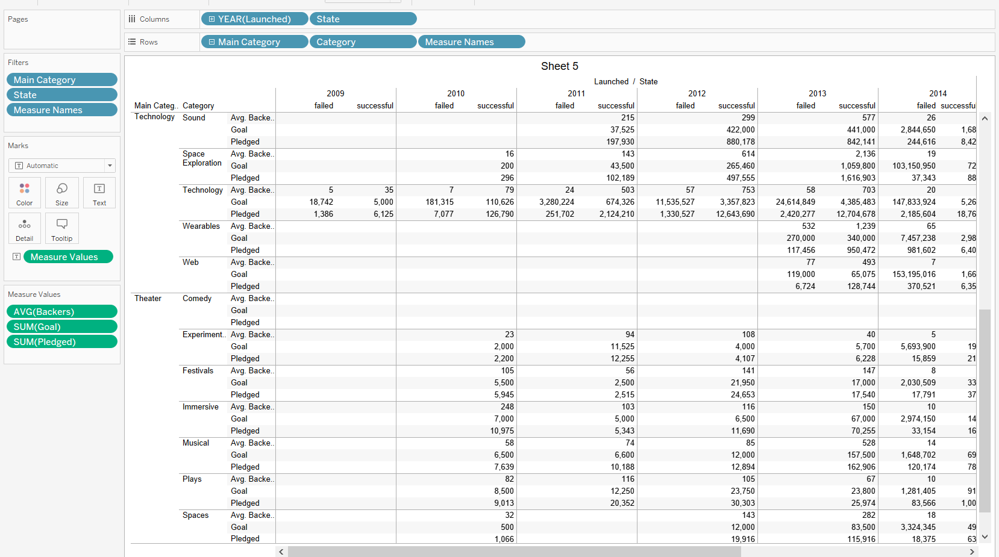 Pages
Columns
YEAR(Launched)
State
Rows
Main Category
Category
Measure Names
Filters
Main Category
State
Measure Names
Marks
Automatic
Color
Size
Text
Detail
Tooltip
Measure Values
Measure Values
AVG(Backers)
SUM(Goal)
SUM(Pledged)
Sheet 5
Launched / State
2009 2010 2011 2012 2013 2014
Main Categ.. Category failed successful failed successful failed successful failed successful failed successful failed successfu
Technology Sound Avg. Backe.. 215 299 577 26
Goal 37,525 422,000 441,000 2,844,650 1,68
Pledged 197,930 880,178 842,141 244,616 8,42
Space Exploration Avg. Backe.. 16 143 614 2,136 19
Goal 200 43,500 265,460 1,059,800 103,150,950 72
Pledged 296 102,189 497,555 1,616,903 37,343 88
Technology Avg. Backe.. 5 35 7 79 24 503 57 753 58 703 20
Goal 18,742 5,000 181,315 110,626 3,280,224 674,326 11,535,527 3,357,823 24,614,849 4,385,483 147,833,924 5,26
Pledged 1,386 6,125 7,077 126,790 251,702 2,124,210 1,330,527 12,643,690 2,420,277 12,704,678 2,185,604 18,76
Wearables Avg. Backe.. 532 1,239 65
Goal 270,000 340,000 7,457,238 2,98
Pledged 117,456 950,472 981,602 6,40
Web Avg. Backe.. 77 493 7
Goal 119,000 65,075 153,195,016 1,66
Pledged 6,724 128,744 370,521 6,35
Theater Comedy Avg. Backe..
Goal
Pledged
Experiment.. Avg. Backe.. 23 94 108 40 5
Goal 2,000 11,525 4,000 5,700 5,693,900 19
Pledged 2,200 12,255 4,107 6,228 15,859 21
Festivals Avg. Backe.. 105 56 141 147 8
Goal 5,500 2,500 21,950 17,000 2,030,509 33
Pledged 5,945 2,515 24,653 17,540 17,791 37
Immersive Avg. Backe.. 248 103 116 150 10
Goal 7,000 5,000 6,500 67,000 2,974,150 14
Pledged 10,975 5,343 11,690 70,255 33,154 16
Musical Avg. Backe.. 58 74 85 528 14
Goal 6,500 6,600 12,000 157,500 1,648,702 69
Pledged 7,639 10,188 12,894 162,906 120,174 78
Plays Avg. Backe.. 82 116 105 67 10
Goal 8,500 12,250 23,750 23,800 1,281,405 91
Pledged 9,013 20,352 30,303 25,974 83,566 1,00
Spaces Avg. Backe.. 32 143 282 18
Goal 500 12,000 83,500 3,324,345 49
Pledged 1,066 19,916 115,916 18,375 63